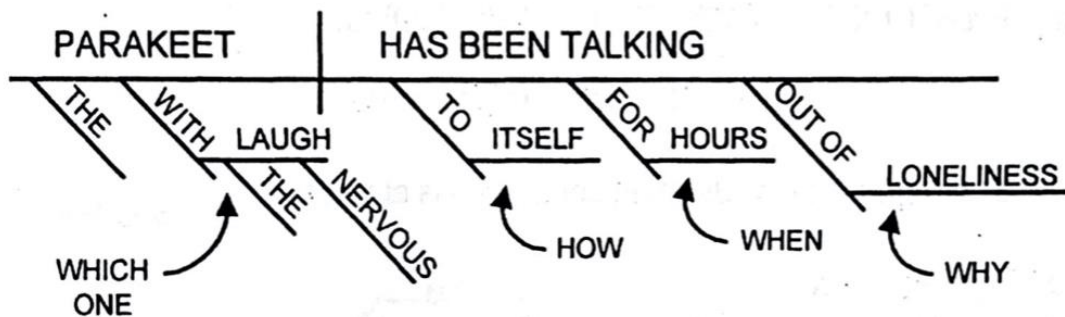 PARAKEET HAS BEEN TALKING
THE WITH LAUGH THE NERVOUS TO ITSELF FOR HOURS OUT OF LONELINESS
WHICH ONE HOW WHEN WHY